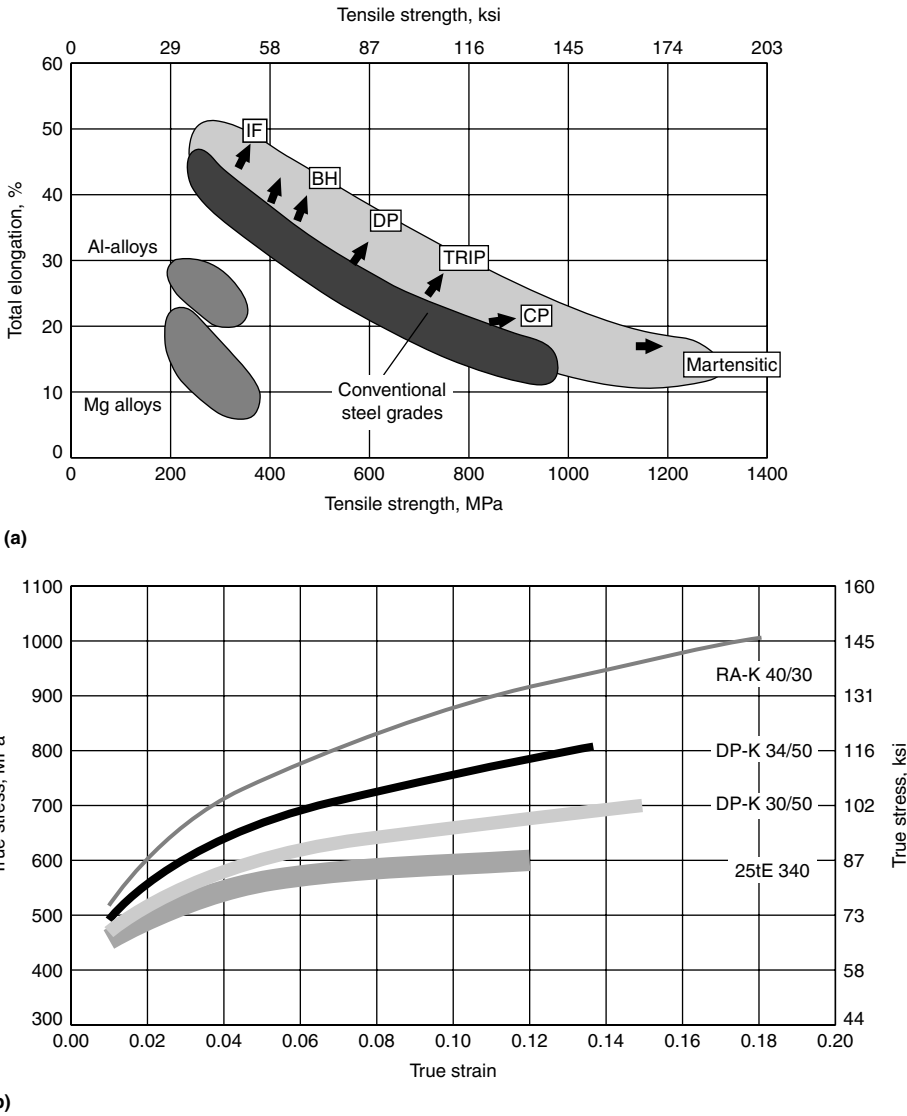 Tensile strength, ksi
0 29 58 87 116 145 174 203
60
50
40
30
20
10
0
Total elongation, %
IF
BH
DP
TRIP
CP
Martensitic
Al-alloys
Mg alloys
Conventional
steel grades
0 200 400 600 800 1000 1200 1400
Tensile strength, MPa
(a)
1100 160
1000 145
RA-K 40/30
900 131
800 DP-K 34/50 116
700 DP-K 30/50 102
600 87
25tE 340
500 73
400 58
300 44
True stress, ksi
0.00 0.02 0.04 0.06 0.08 0.10 0.12 0.14 0.16 0.18 0.20
True strain